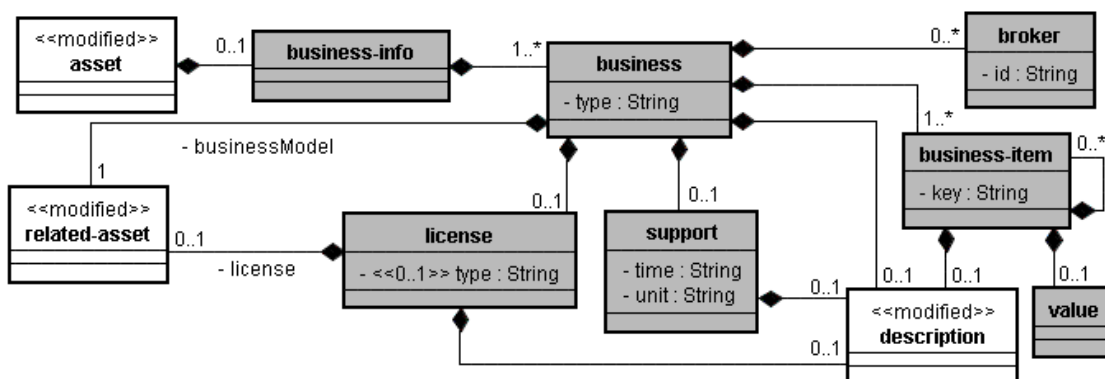 <<modified>>
asset
0..1
business-info
1..*
business
- type : String
0..*
broker
- id : String
- businessModel
1
1..*
0..*
business-item
- key : String
<<modified>>
related-asset
0..1
- license
0..1
license
- <<0..1>> type : String
0..1
support
- time : String
- unit : String
0..1
0..1
0..1
0..1
0..1
<<modified>>
description
value